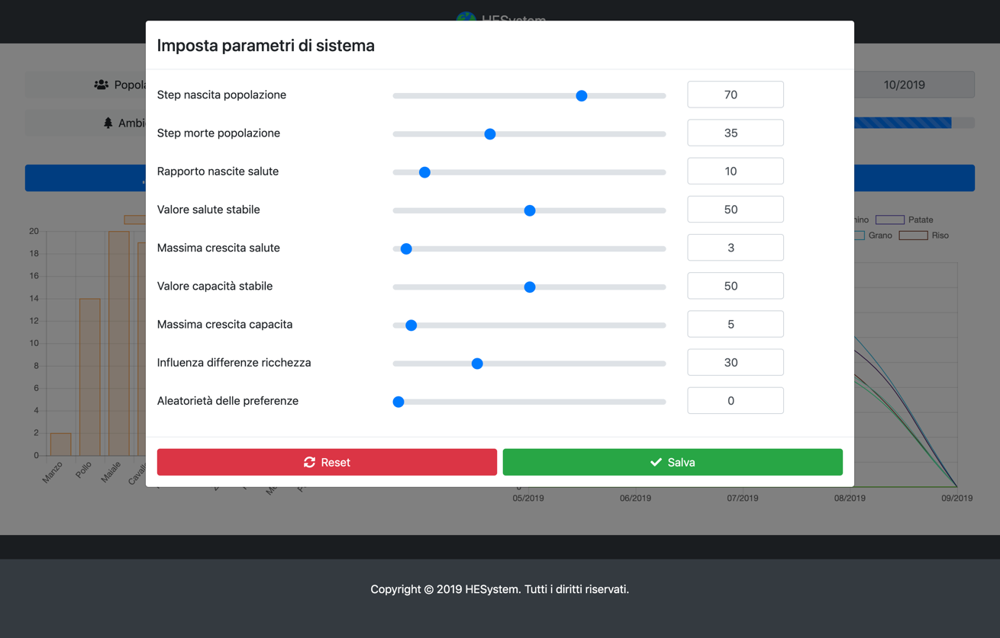 HESystem
Imposta parametri di sistema
10/2019
Step nascita popolazione 70
Step morte popolazione 35
Rapporto nascite salute 10
Valore salute stabile 50
Massima crescita salute 3
Valore capacità stabile 50
Massima crescita capacita 5
Influenza differenze ricchezza 30
Aleatorietà delle preferenze 0
Reset Salva
Patate
Grano Riso
20
18
16
14
12
10
8
6
4
2
0
Manzo Pollo Maiale
05/2019 06/2019 07/2019 08/2019 09/2019
Copyright © 2019 HESystem. Tutti i diritti riservati.